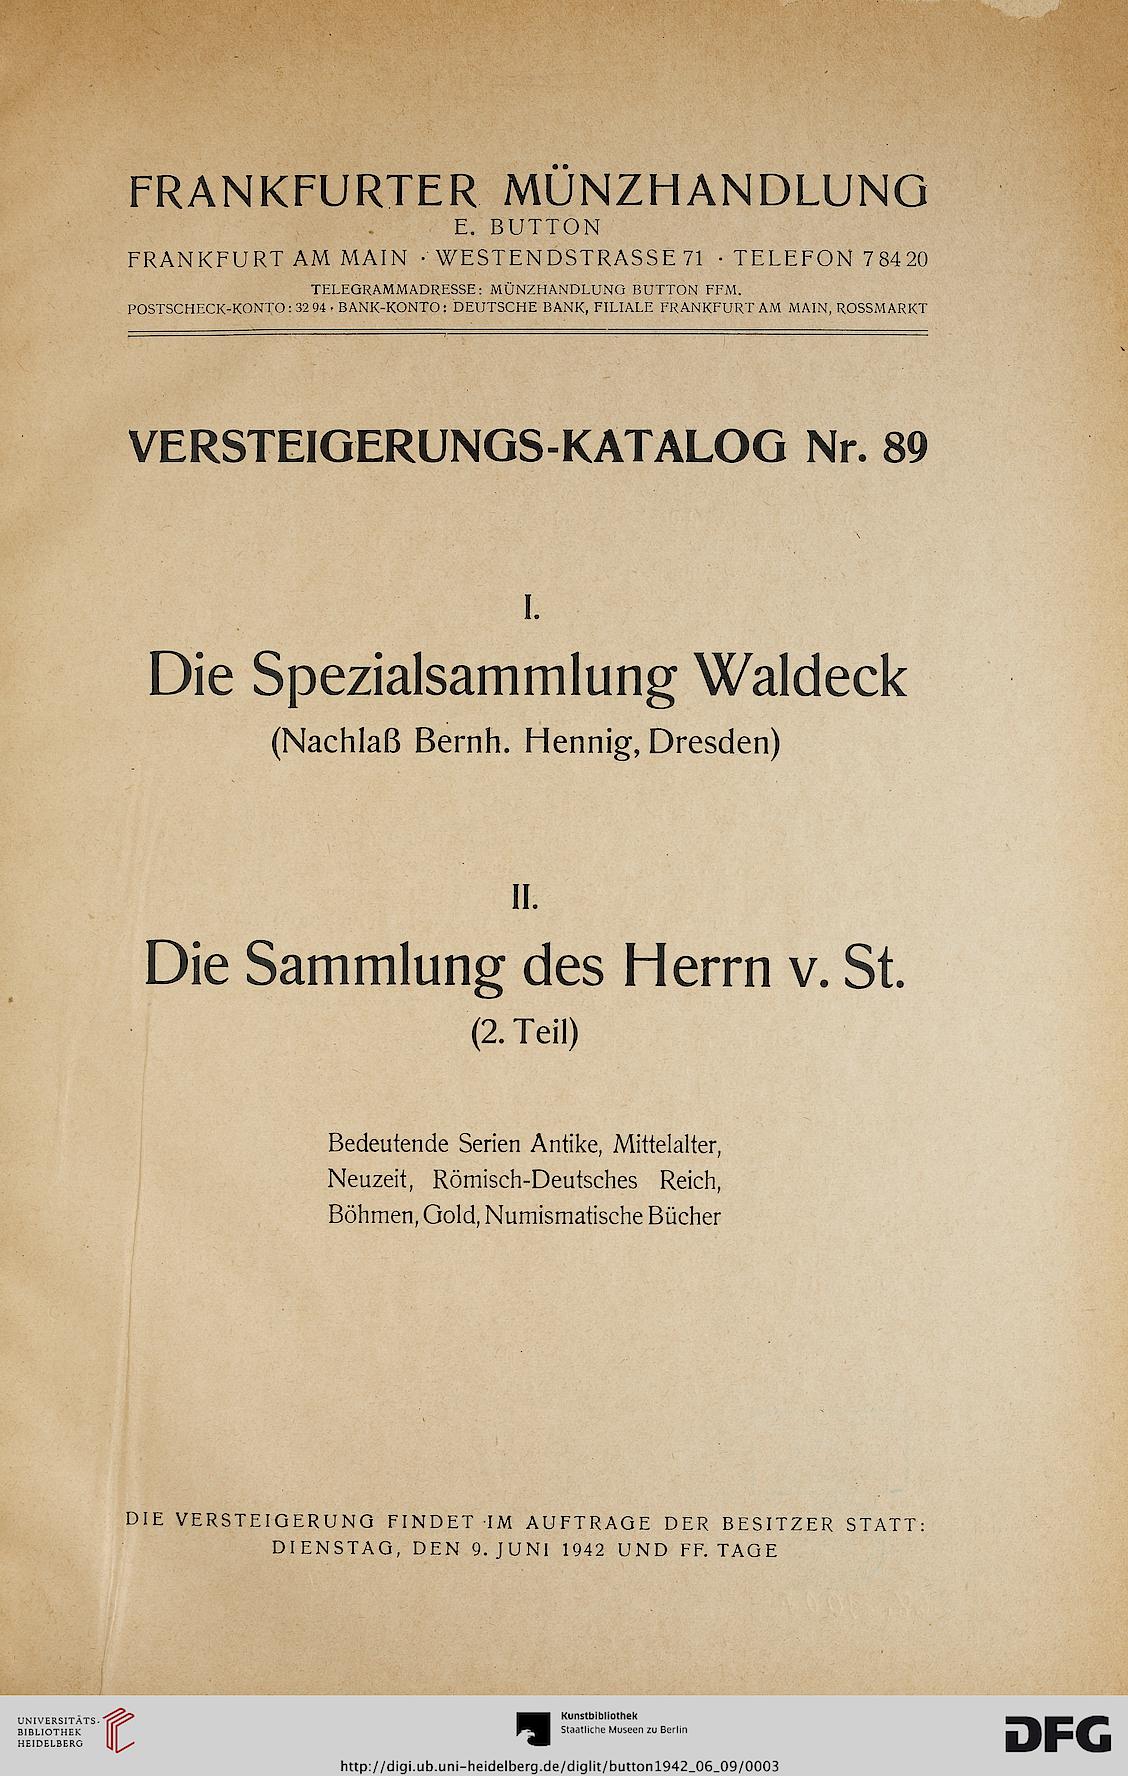 FRANKFURTER MÜNZHANDLUNG
E. BUTTON
FRANKFURT AM MAIN · WESTENDSTRASSE 71 · TELEFON 7 84 20
TELEGRAMMADRESSE: MÜNZHANDLUNG BUTTON FFM.
POSTSCHECK-KONTO: 32 94 · BANK-KONTO: DEUTSCHE BANK, FILIALE FRANKFURT AM MAIN, ROSSMARKT
VERSTEIGERUNGS-KATALOG Nr. 89
I.
Die Spezialsammlung Waldeck
(Nachlaß Bernh. Hennig, Dresden)
II.
Die Sammlung des Herrn v. St.
(2. Teil)
Bedeutende Serien Antike, Mittelalter,
Neuzeit, Römisch-Deutsches Reich,
Böhmen, Gold, Numismatische Bücher
DIE VERSTEIGERUNG FINDET IM AUFTRAGE DER BESITZER STATT:
DIENSTAG, DEN 9. JUNI 1942 UND FF. TAGE
UNIVERSITÄTS-
BIBLIOTHEK
HEIDELBERG
Kunstbibliothek
Staatliche Museen zu Berlin
DFG
http://digi.ub.uni-heidelberg.de/diglit/button1942_06_09/0003